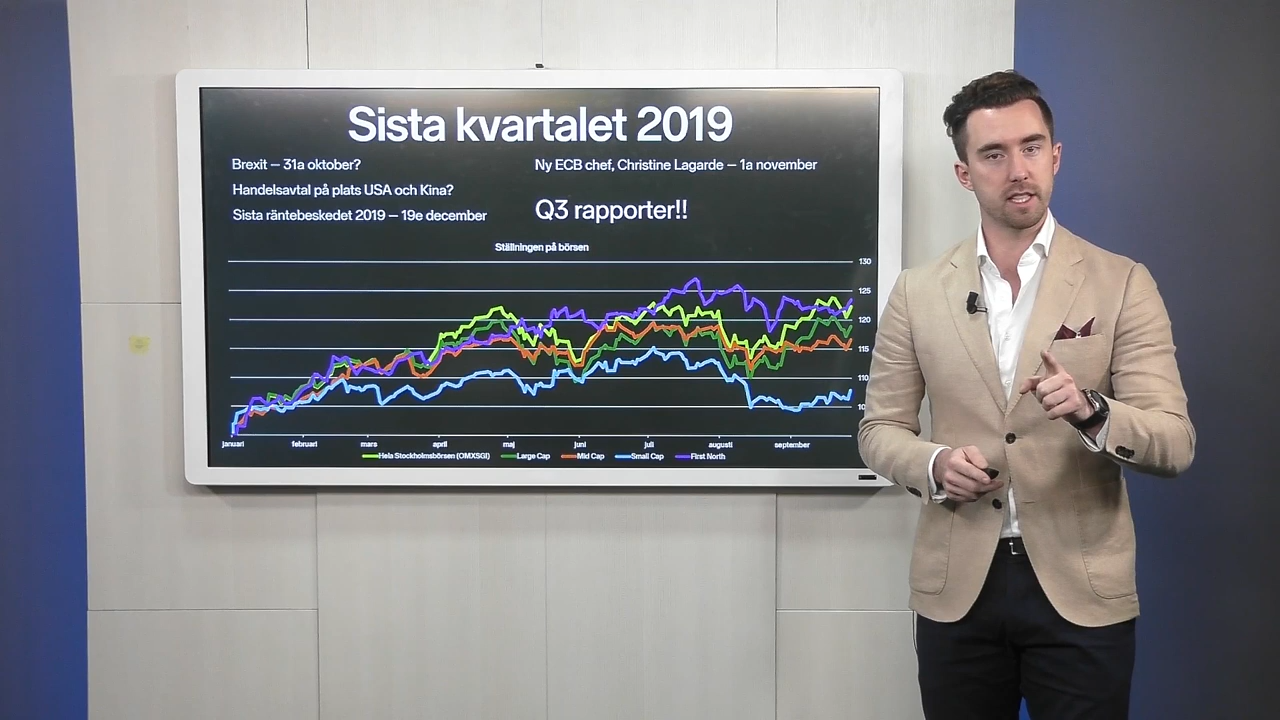 Sista kvartalet 2019
Brexit – 31a oktober?
Ny ECB chef, Christine Lagarde – 1a november
Handelsavtal på plats USA och Kina?
Sista räntebeskedet 2019 – 19e december
Q3 rapporter!!
Ställningen på börsen
130
125
120
115
110
januari februari mars april maj juni juli augusti september
Hela Stockholmsbörsen (OMXSGI) Large Cap Mid Cap Small Cap First North